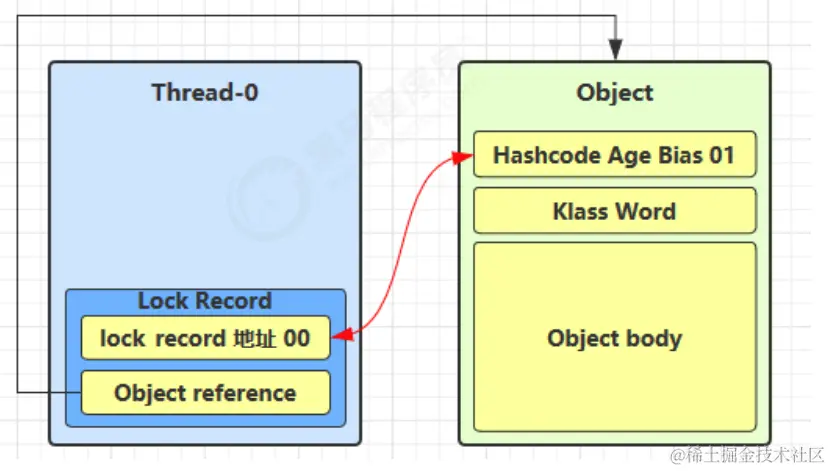 Thread-0
Object
Hashcode Age Bias 01
Klass Word
Lock Record
lock record 地址 00
Object reference
Object body
@稀土掘金技术社区